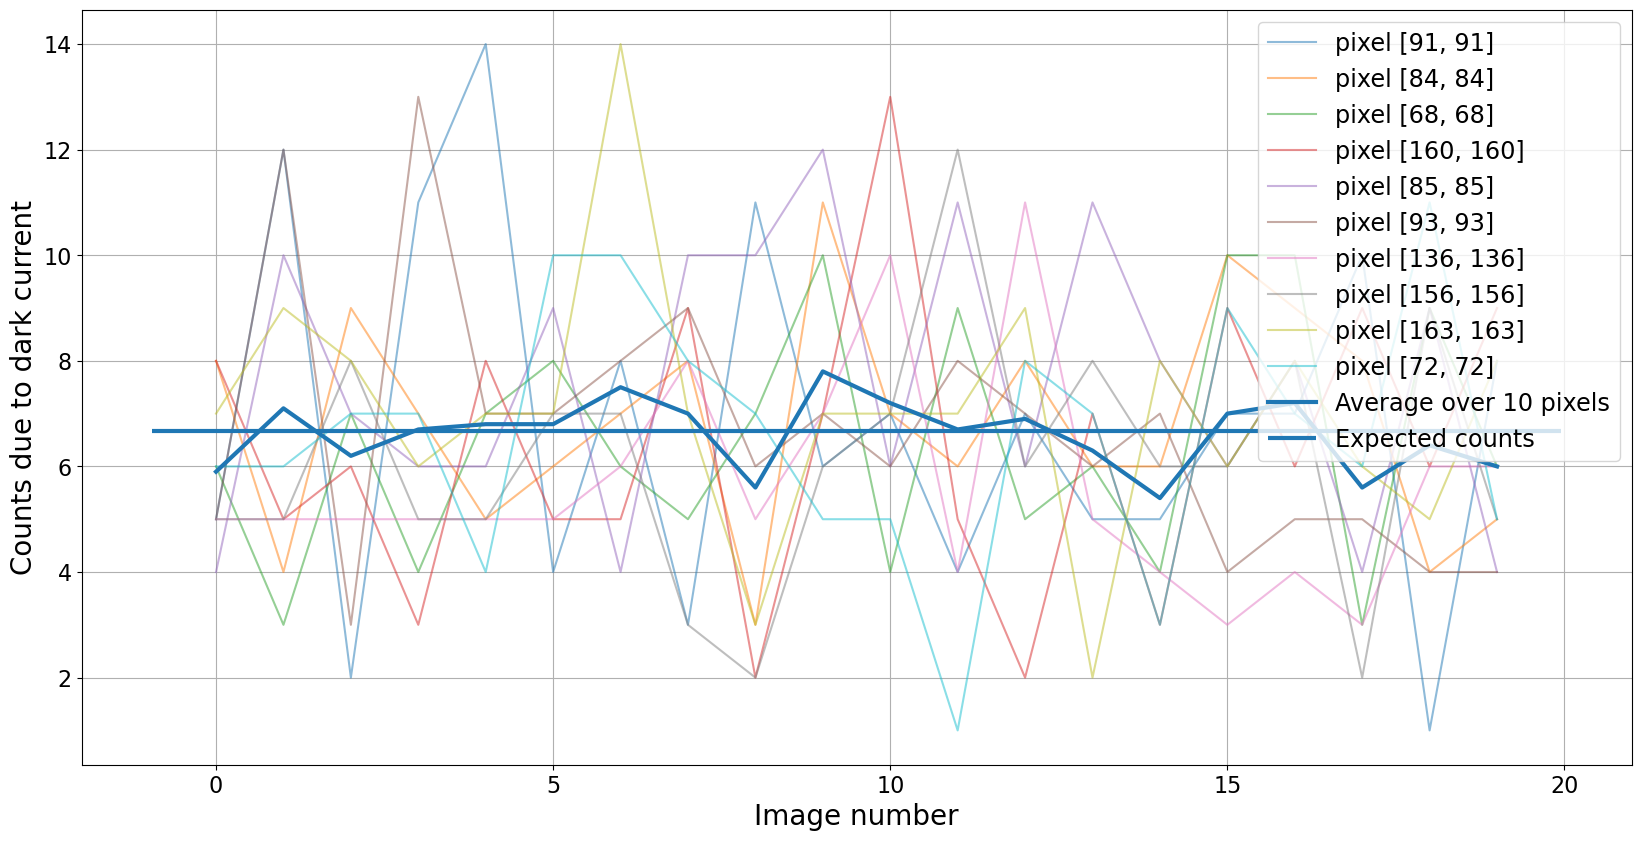 14
12
10
8
6
4
2
Counts due to dark current
pixel [91, 91]
pixel [84, 84]
pixel [68, 68]
pixel [160, 160]
pixel [85, 85]
pixel [93, 93]
pixel [136, 136]
pixel [156, 156]
pixel [163, 163]
pixel [72, 72]
Average over 10 pixels
Expected counts
0 5 10 15 20
Image number